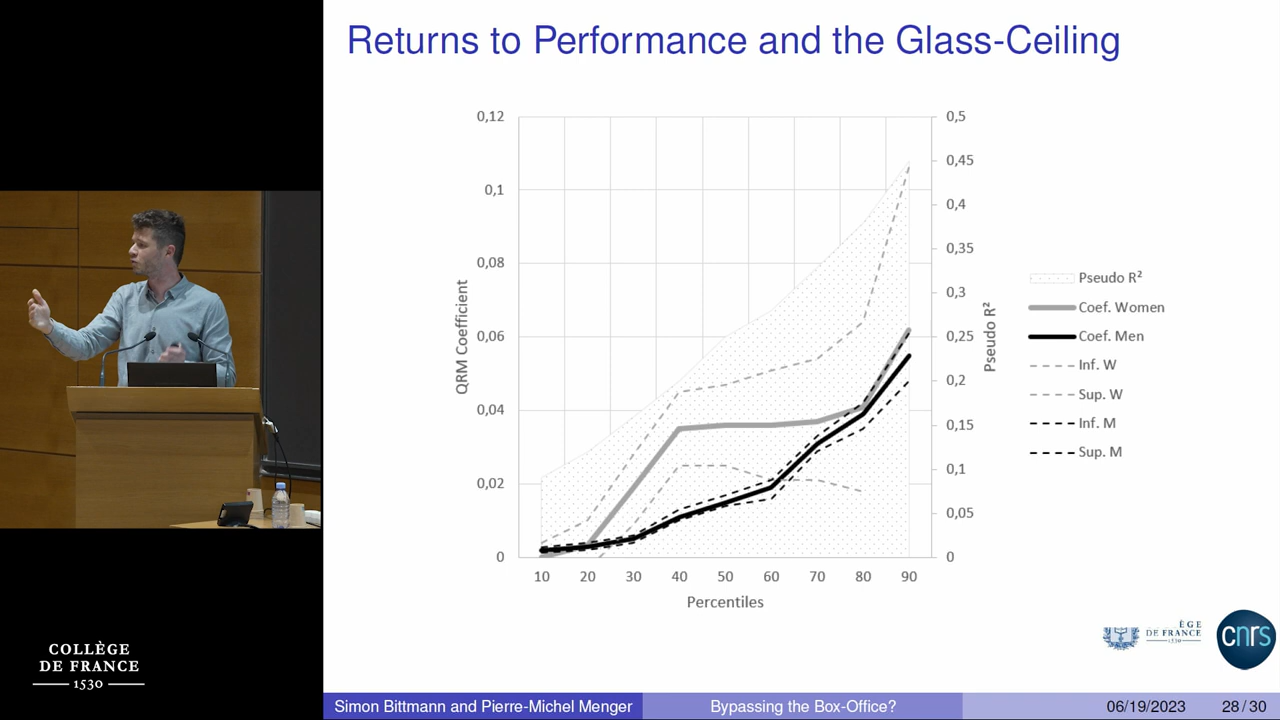 Returns to Performance and the Glass-Ceiling
0,12
0,1
0,08
0,06
0,04
0,02
0
QRM Coefficient
0,5
0,45
0,4
0,35
0,3
0,25
0,2
0,15
0,1
0,05
0
Pseudo R²
10 20 30 40 50 60 70 80 90
Percentiles
Pseudo R²
Coef. Women
Coef. Men
Inf. W
Sup. W
Inf. M
Sup. M
COLLÈGE
DE FRANCE
1530
ÈGE
DE FRANCE
1530
cnrs
Simon Bittmann and Pierre-Michel Menger Bypassing the Box-Office? 06/19/2023 28 / 30